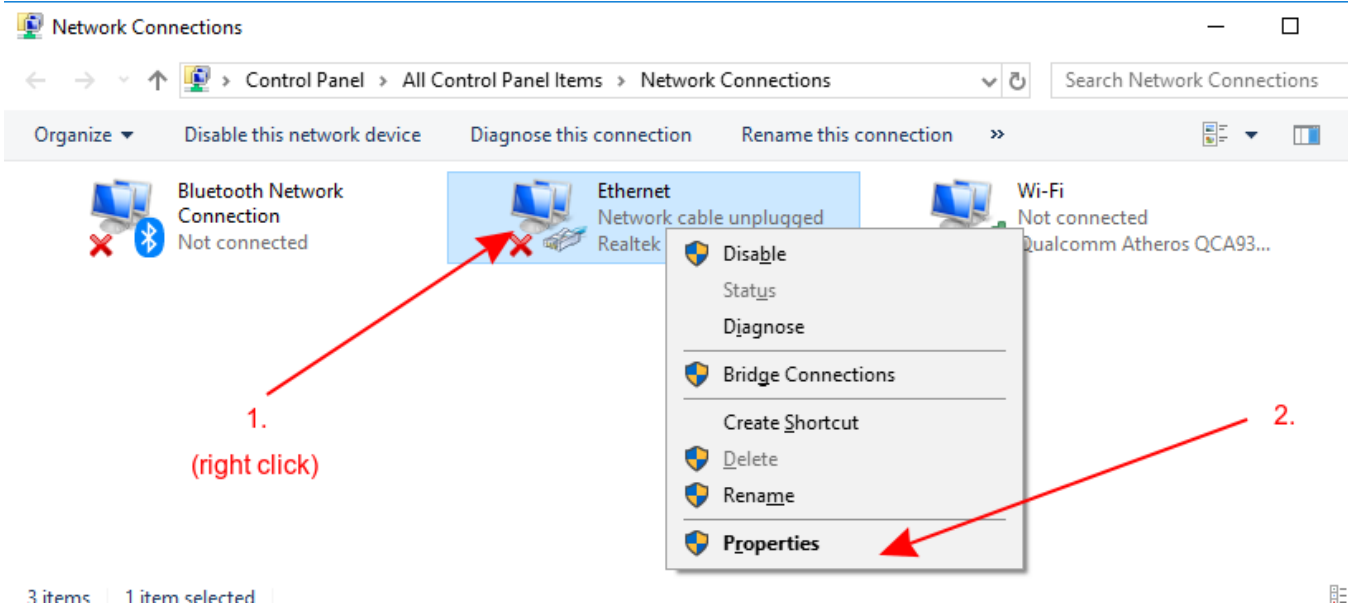 Network Connections
Control Panel > All Control Panel Items > Network Connections
Search Network Connections
Organize
Disable this network device
Diagnose this connection
Rename this connection
»
Bluetooth Network
Connection
Not connected
Ethernet
Network cable unplugged
Realtek
Wi-Fi
Not connected
Qualcomm Atheros QCA93...
Disable
Status
Diagnose
Bridge Connections
Create Shortcut
Delete
Rename
Properties
1.
(right click)
2.
3 items
1 item selected